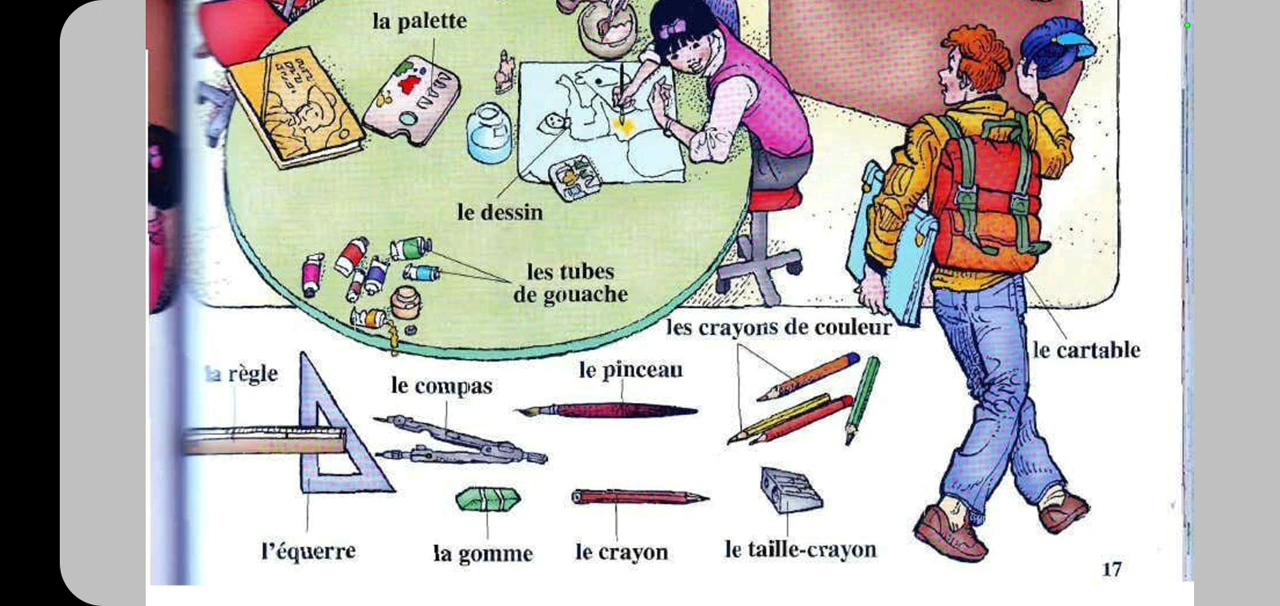 la palette
le dessin
les tubes
de gouache
les crayons de couleur
le cartable
la règle
le compas
le pinceau
l'équerre
la gomme
le crayon
le taille-crayon
17